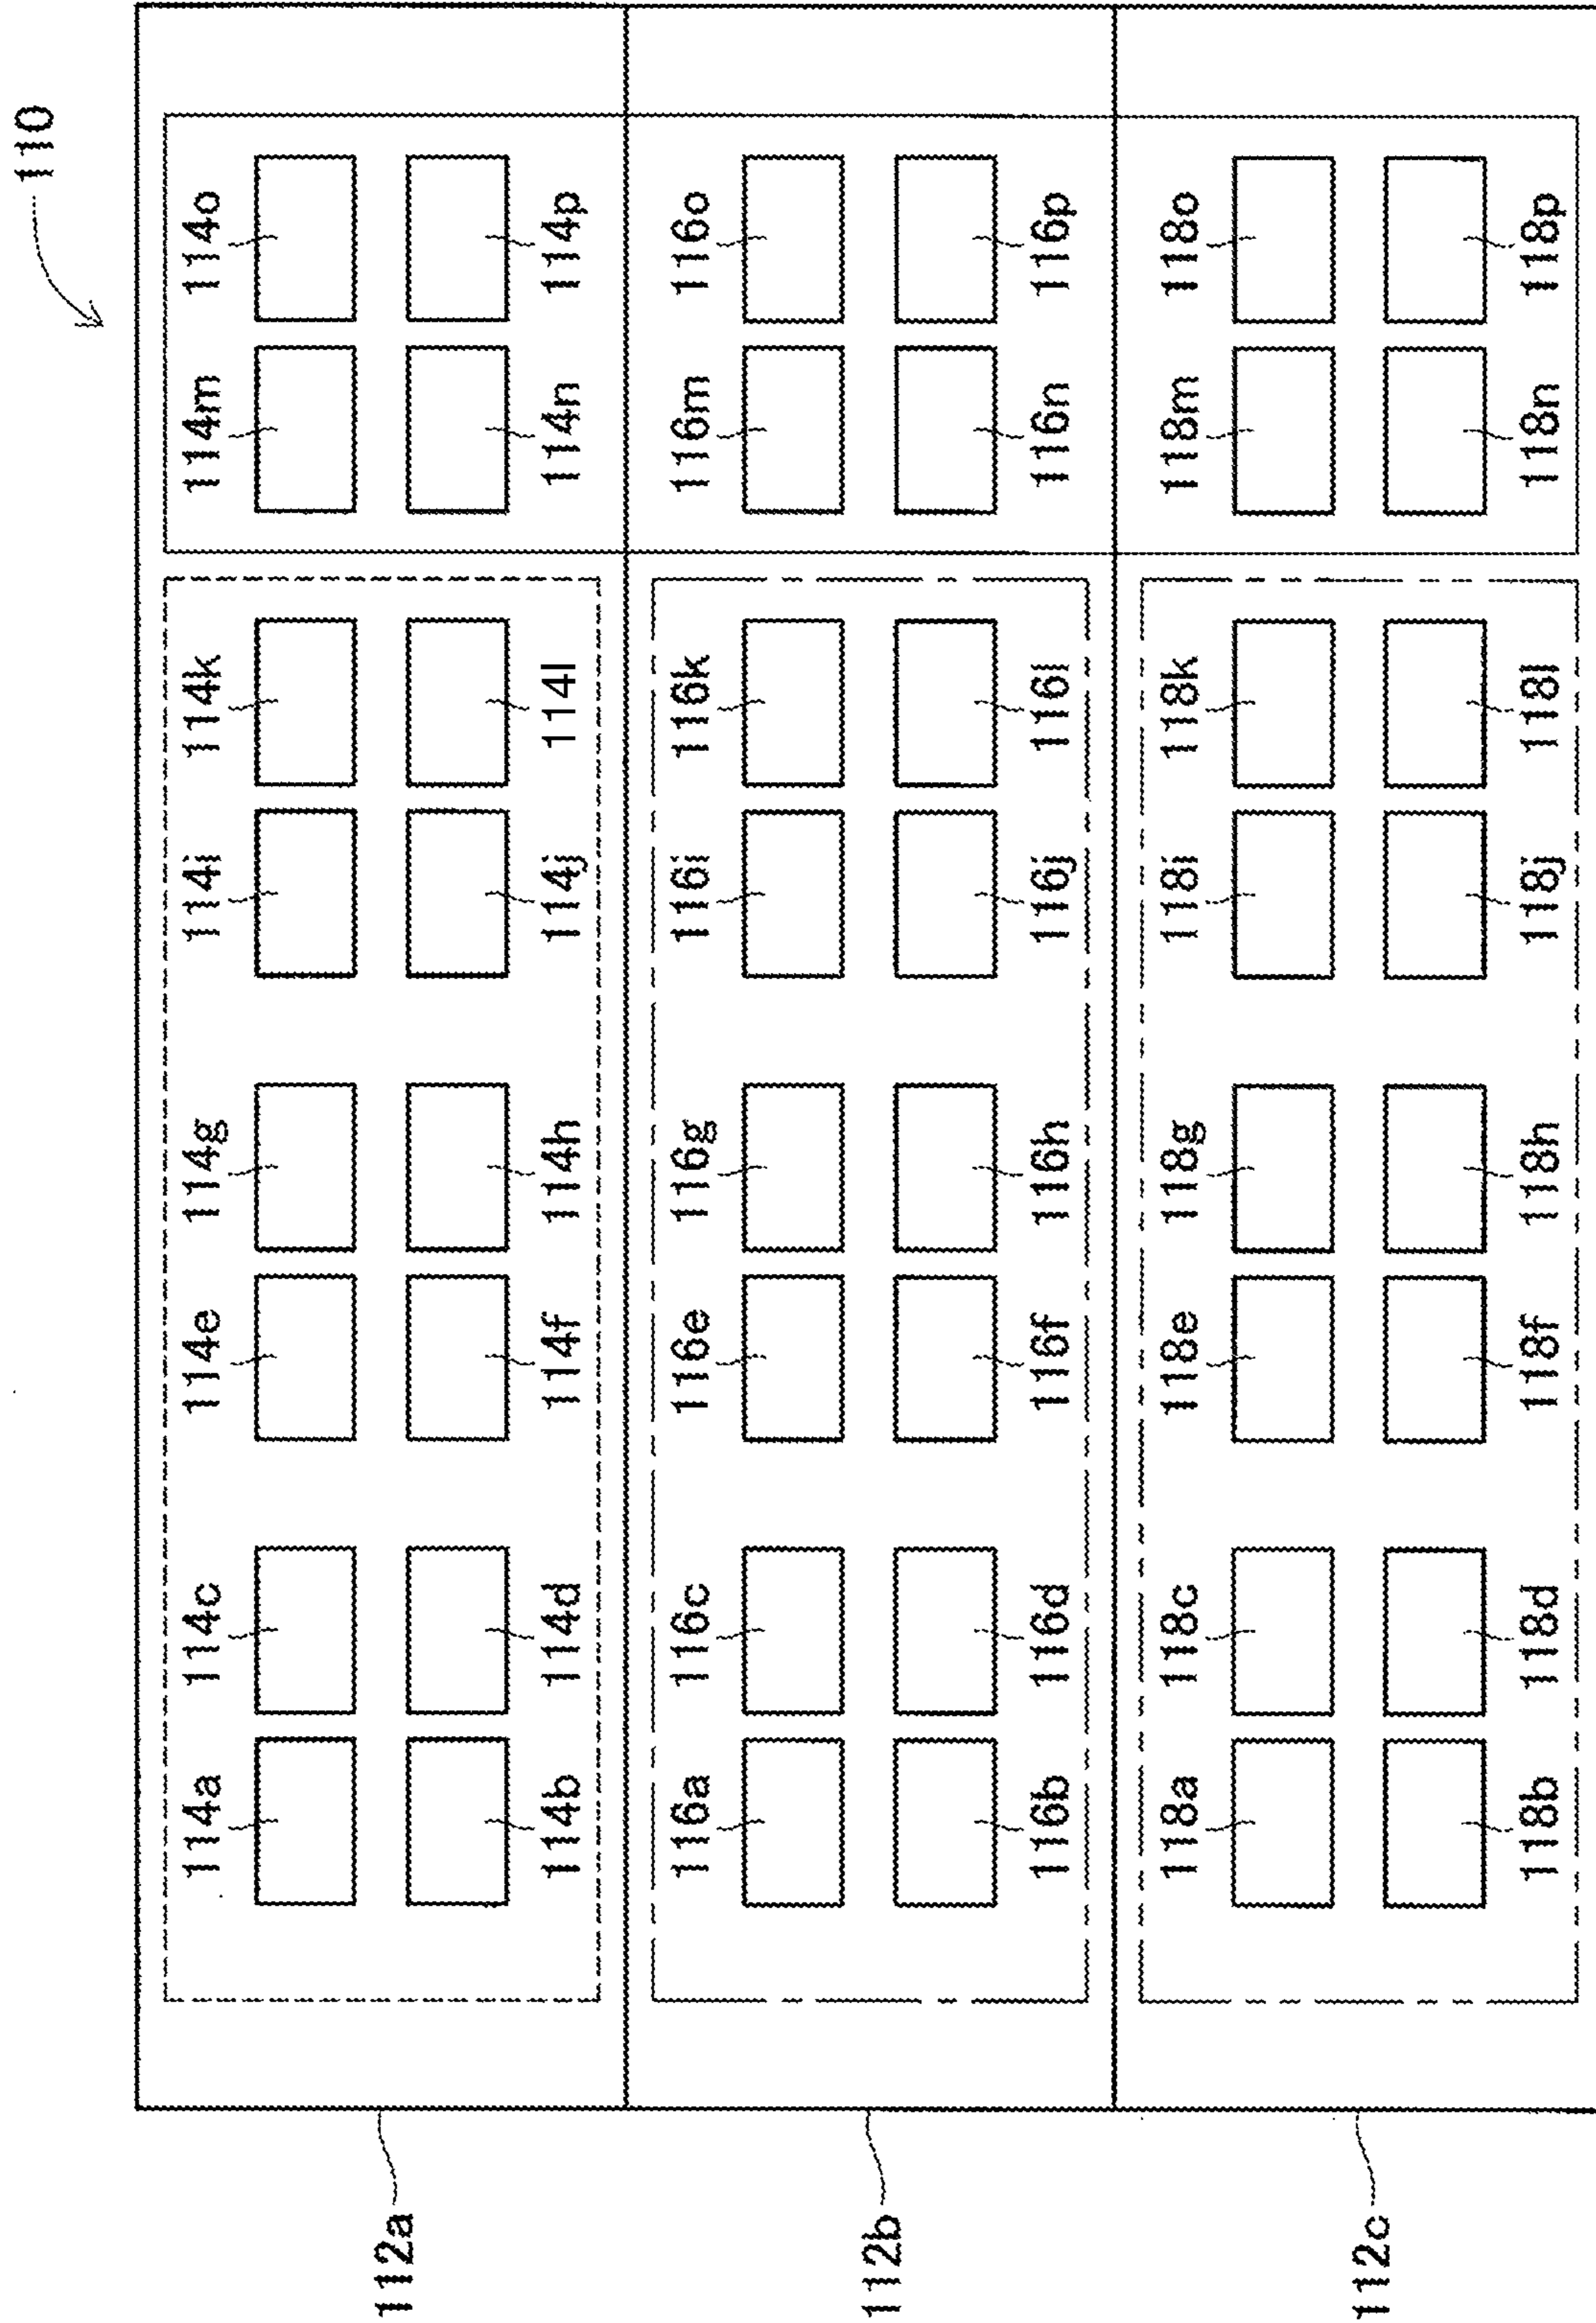 110
114a 114c 114e 114g 114i 114k 114m 114o
112a
114b 114d 114f 114h 114j 114l 114n 114p
116a 116c 116e 116g 116i 116k 116m 116o
112b
116b 116d 116f 116h 116j 116l 116n 116p
118a 118c 118e 118g 118i 118k 118m 118o
112c
118b 118d 118f 118h 118j 118l 118n 118p